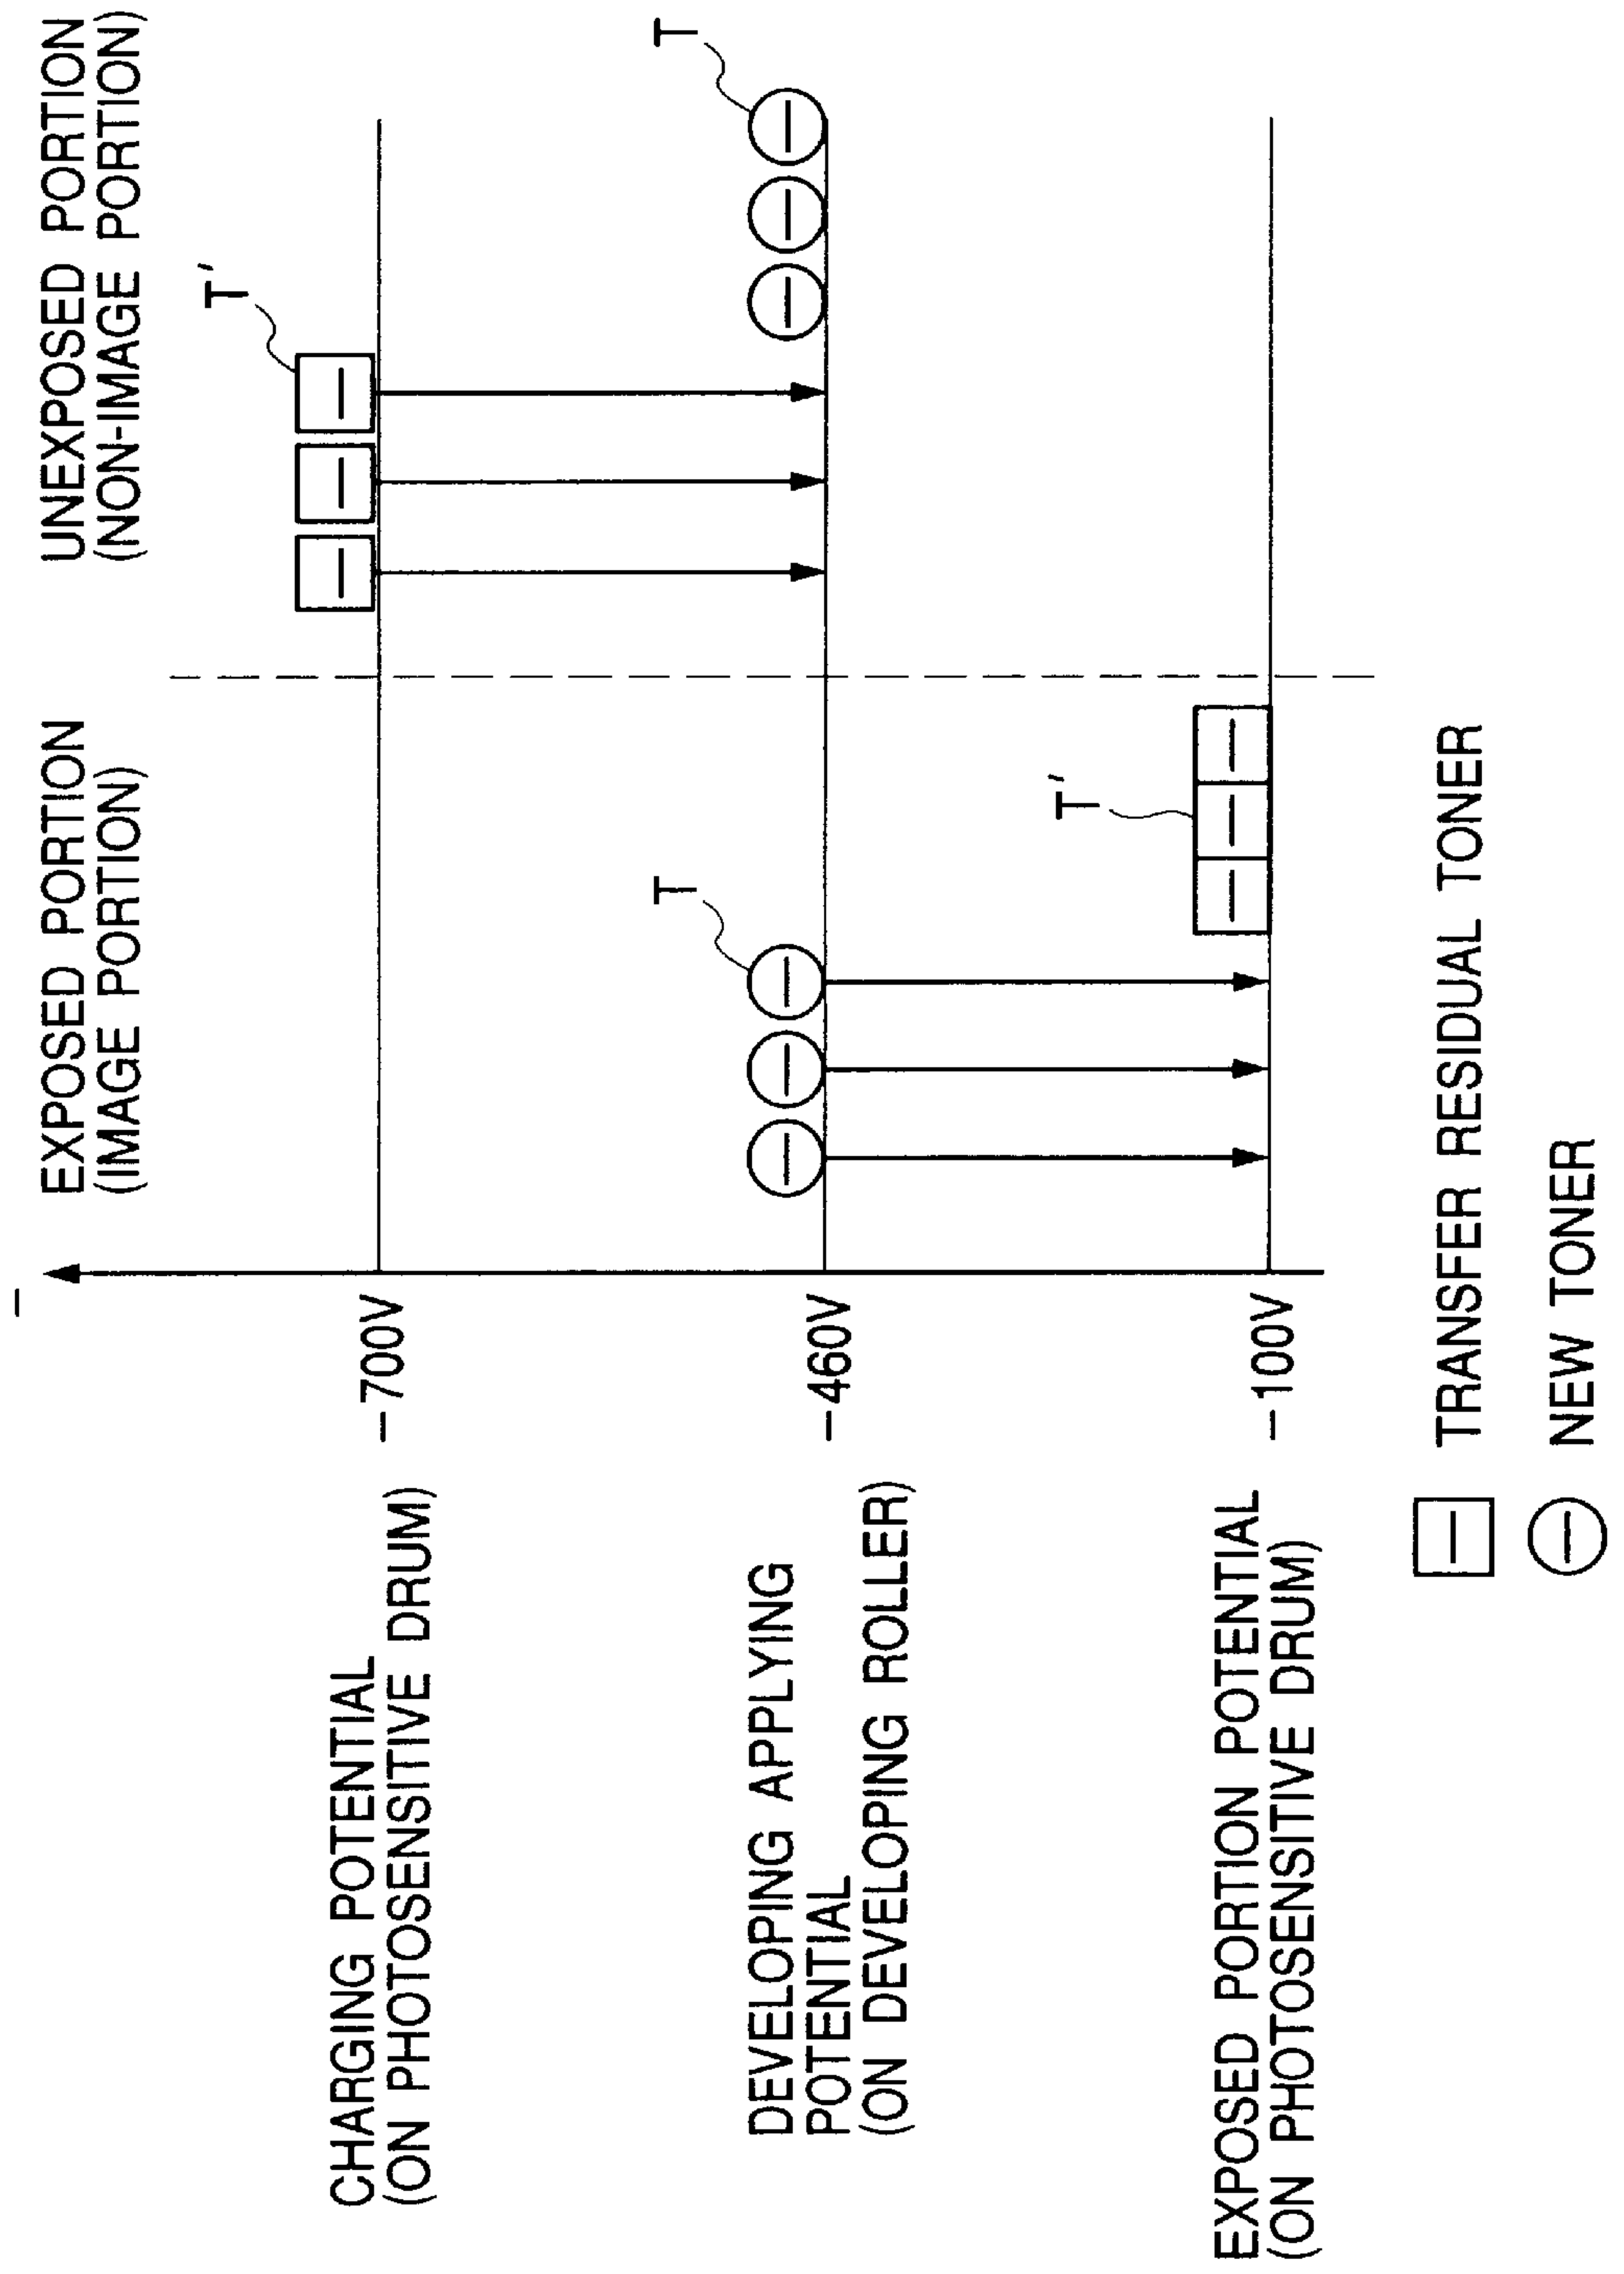 −
EXPOSED PORTION
(IMAGE PORTION)
UNEXPOSED PORTION
(NON-IMAGE PORTION)
T′
CHARGING POTENTIAL
(ON PHOTOSENSITIVE DRUM)
−700V
T
T
DEVELOPING APPLYING
POTENTIAL
(ON DEVELOPING ROLLER)
−460V
T′
EXPOSED PORTION POTENTIAL
(ON PHOTOSENSITIVE DRUM)
−100V
− TRANSFER RESIDUAL TONER
− NEW TONER